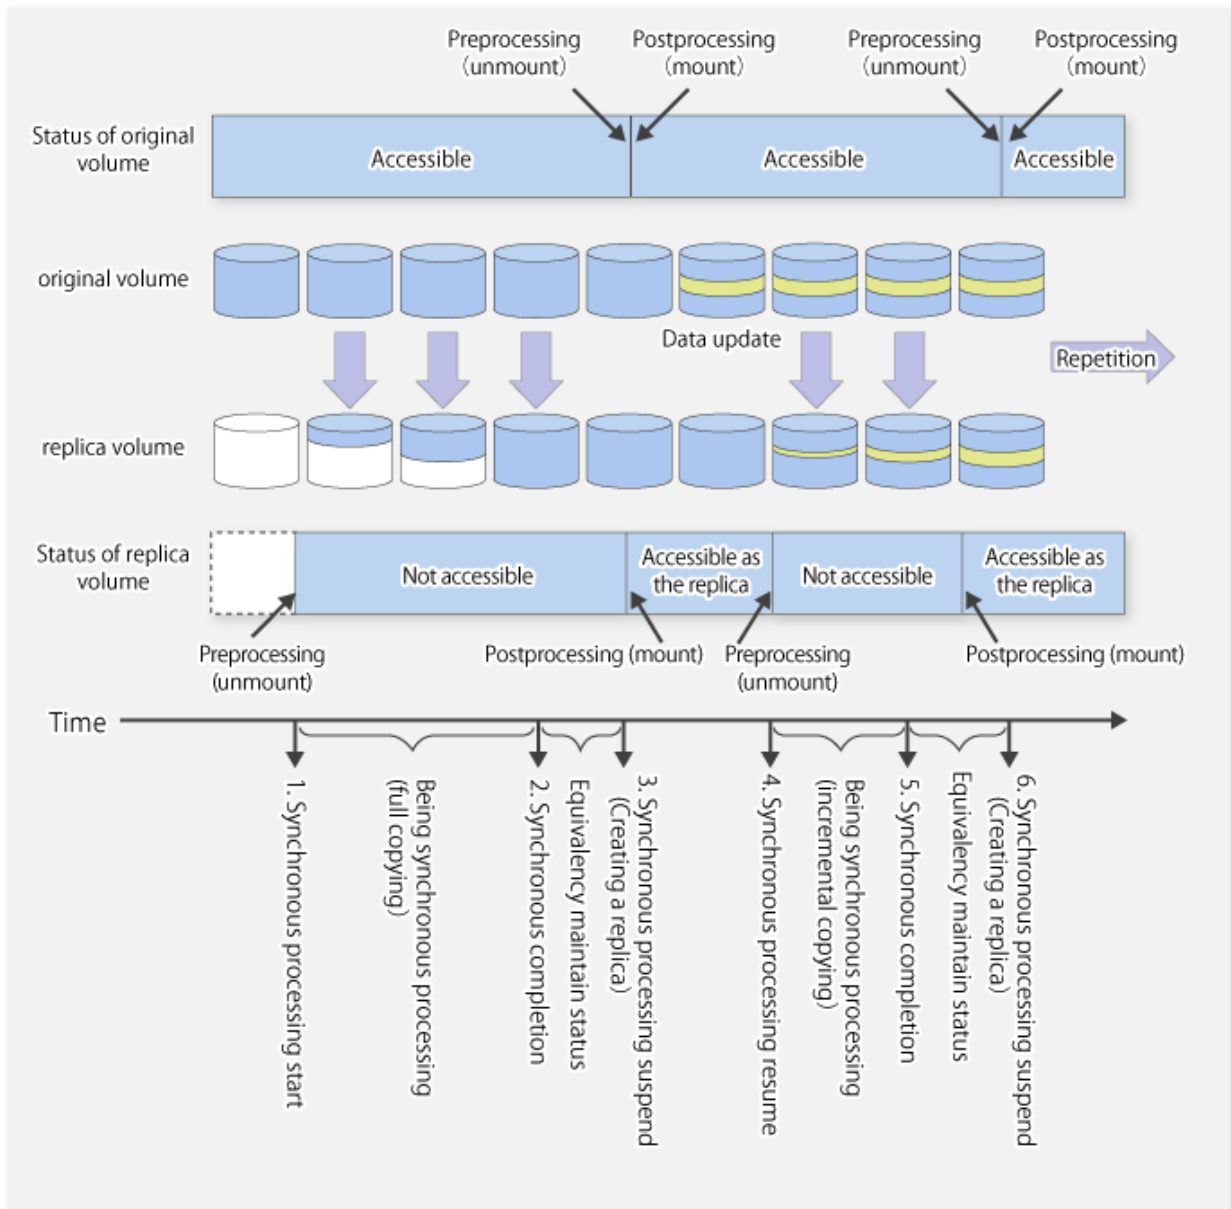 Preprocessing
(unmount)
Postprocessing
(mount)
Preprocessing
(unmount)
Postprocessing
(mount)
Status of original
volume
Accessible
Accessible
Accessible
original volume
Data update
Repetition
replica volume
Status of replica
volume
Not accessible
Accessible as
the replica
Not accessible
Accessible as
the replica
Preprocessing
(unmount)
Postprocessing (mount)
Preprocessing
(unmount)
Postprocessing (mount)
Time
1. Synchronous processing start
Being synchronous processing
(full copying)
2. Synchronous completion
Equivalency maintain status
3. Synchronous processing suspend
(Creating a replica)
4. Synchronous processing resume
Being synchronous processing
(incremental copying)
5. Synchronous completion
Equivalency maintain status
6. Synchronous processing suspend
(Creating a replica)